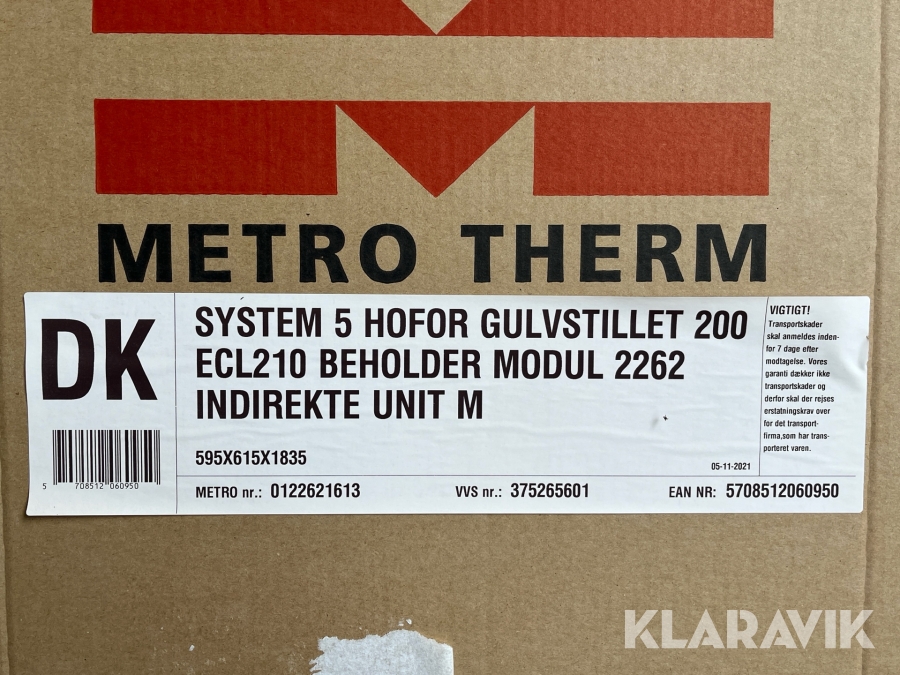 METRO THERM
DK
SYSTEM 5 HOFOR GULVSTILLET 200
ECL210 BEHOLDER MODUL 2262
INDIREKTE UNIT M
595X615X1835
05-11-2021
VIGTIGT!
Transportskader
skal anmeldes inden-
for 7 dage efter
modtagelse. Vores
garanti dækker ikke
transportskader og
derfor skal der rejses
erstatningskrav over
for det transport-
firma,som har trans-
porteret varen.
5 708512 060950
METRO nr.: 0122621613
VVS nr.: 375265601
EAN NR: 5708512060950
KLARAVIK